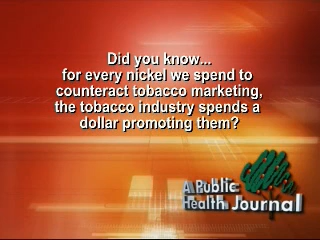 Did you know...
for every nickel we spend to
counteract tobacco marketing,
the tobacco industry spends a
dollar promoting them?
A Public
Health Journal